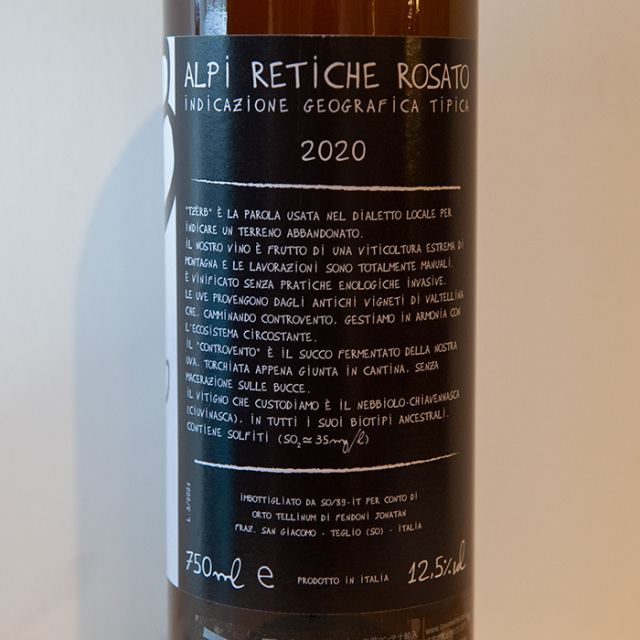 ALPI RETICHE ROSATO
INDICAZIONE GEOGRAFICA TIPICA
2020
"TZÈRB" È LA PAROLA USATA NEL DIALETTO LOCALE PER
INDICARE UN TERRENO ABBANDONATO.
IL NOSTRO VINO È FRUTTO DI UNA VITICOLTURA ESTREMA DI
MONTAGNA E LE LAVORAZIONI SONO TOTALMENTE MANUALI.
È VINIFICATO SENZA PRATICHE ENOLOGICHE INVASIVE.
LE UVE PROVENGONO DAGLI ANTICHI VIGNETI DI VALTELLINA
CHE, CAMMINANDO CONTROVENTO, GESTIAMO IN ARMONIA CON
L'ECOSISTEMA CIRCOSTANTE.
IL "CONTROVENTO" È IL SUCCO FERMENTATO DELLA NOSTRA
UVA, TORCHIATA APPENA GIUNTA IN CANTINA, SENZA
MACERAZIONE SULLE BUCCE.
IL VITIGNO CHE CUSTODIAMO È IL NEBBIOLO-CHIAVENNASCA
(CIUVINASCA), IN TUTTI I SUOI BIOTIPI ANCESTRALI.
CONTIENE SOLFITI (SO₂≃35mg/l)
L. 3/2021
IMBOTTIGLIATO DA SO/89-IT PER CONTO DI
ORTO TELLINUM DI FENDONI JONATAN
FRAZ. SAN GIACOMO - TEGLIO (SO) - ITALIA
750ml e PRODOTTO IN ITALIA 12,5%vol